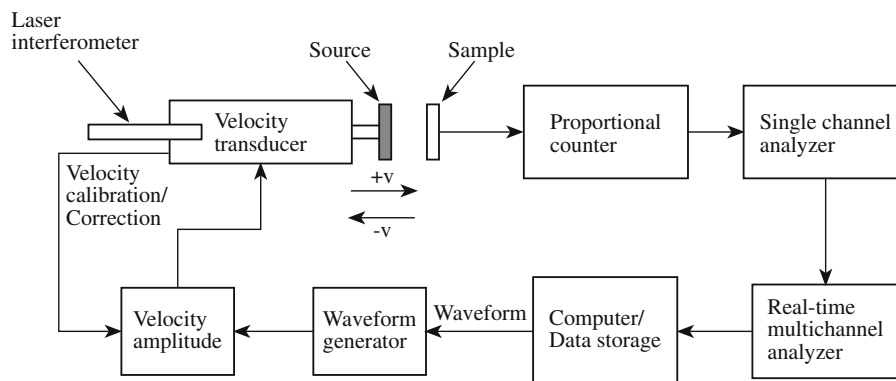 Laser
interferometer
Source
Sample
Velocity
transducer
Proportional
counter
Single channel
analyzer
Velocity
calibration/
Correction
+v
-v
Velocity
amplitude
Waveform
generator
Waveform
Computer/
Data storage
Real-time
multichannel
analyzer